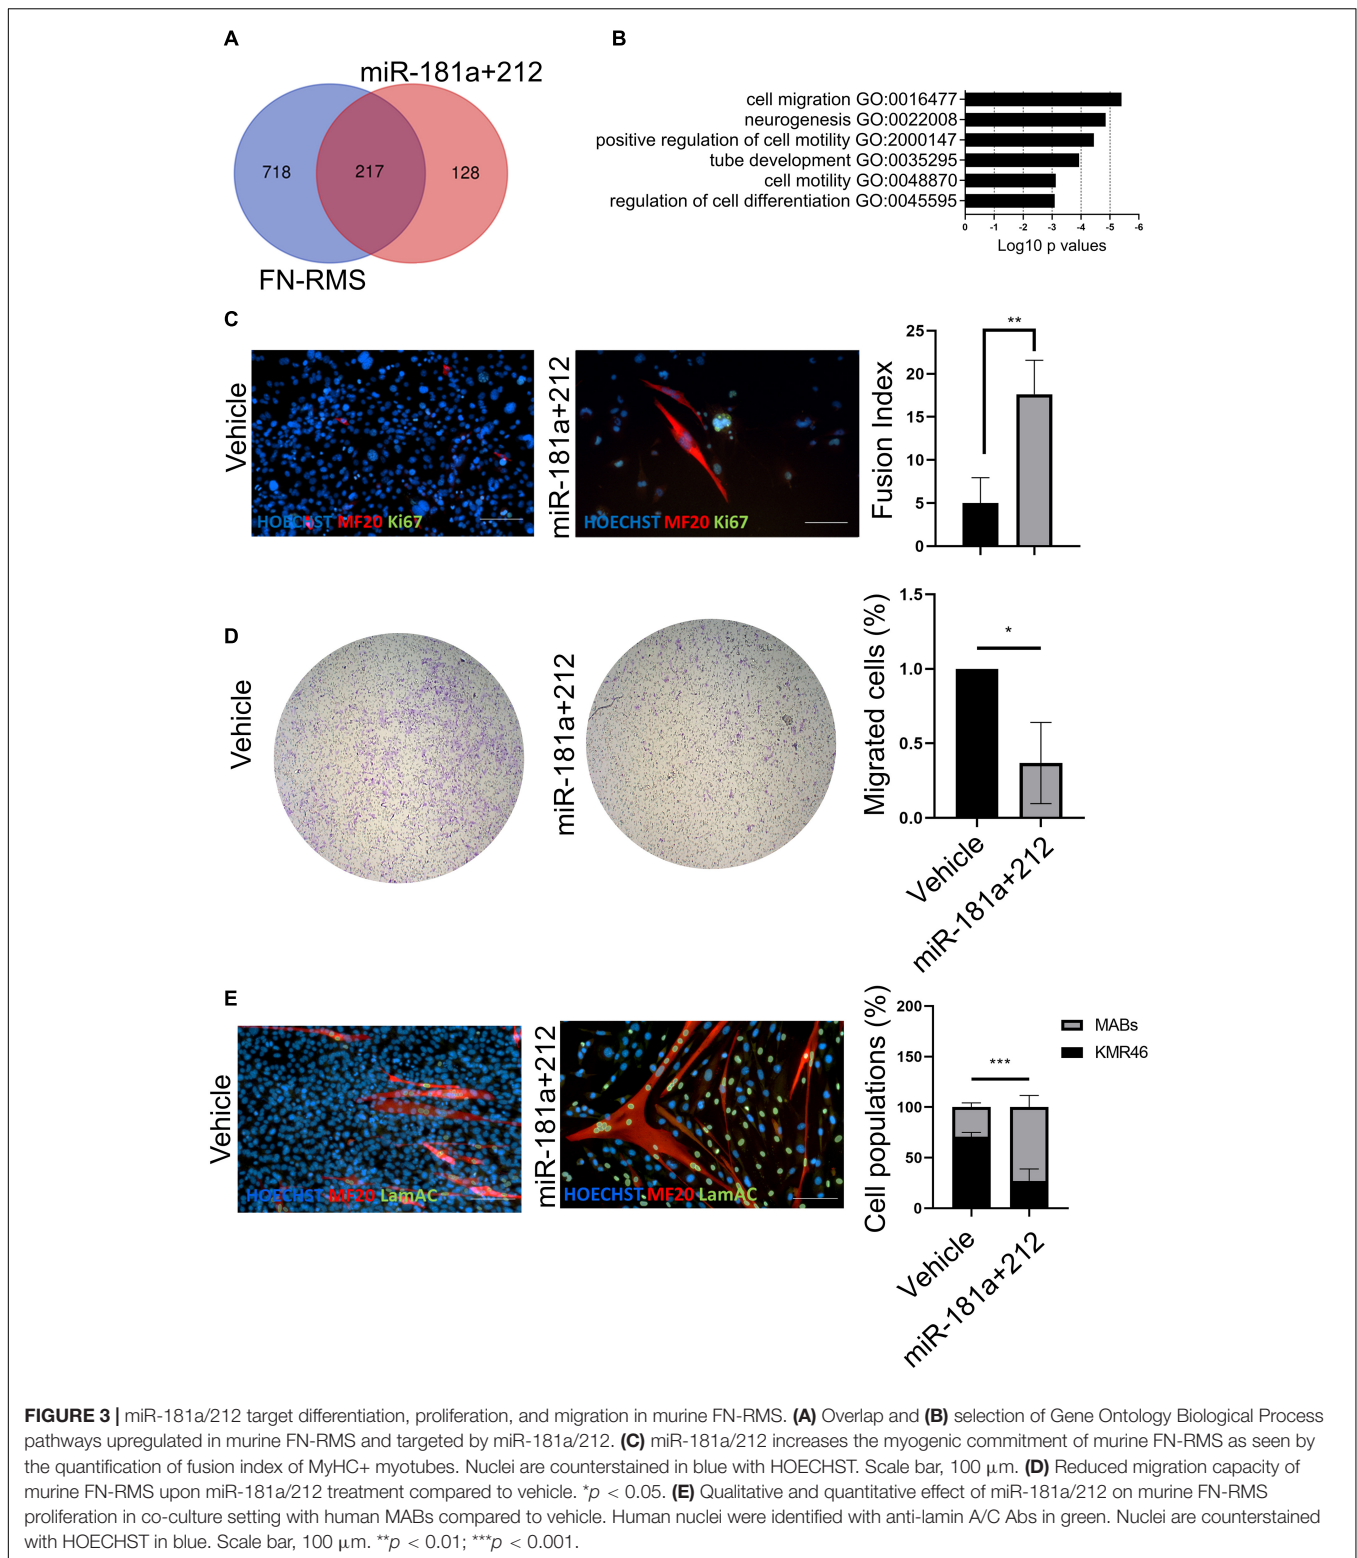 A
miR-181a+212
718
217
128
FN-RMS
B
cell migration GO:0016477
neurogenesis GO:0022008
positive regulation of cell motility GO:2000147
tube development GO:0035295
cell motility GO:0048870
regulation of cell differentiation GO:0045595
0 -1 -2 -3 -4 -5 -6
Log10 p values
C
Vehicle
HOECHST MF20 Ki67
miR-181a+212
HOECHST MF20 Ki67
Fusion Index
25
20
15
10
5
0
**
D
Vehicle
miR-181a+212
Migrated cells (%)
1.5
1.0
0.5
0.0
*
Vehicle
miR-181a+212
E
Vehicle
HOECHST MF20 LamAC
miR-181a+212
HOECHST MF20 LamAC
Cell populations (%)
200
150
100
50
0
***
MABs
KMR46
Vehicle
miR-181a+212
FIGURE 3 | miR-181a/212 target differentiation, proliferation, and migration in murine FN-RMS. (A) Overlap and (B) selection of Gene Ontology Biological Process
pathways upregulated in murine FN-RMS and targeted by miR-181a/212. (C) miR-181a/212 increases the myogenic commitment of murine FN-RMS as seen by
the quantification of fusion index of MyHC+ myotubes. Nuclei are counterstained in blue with HOECHST. Scale bar, 100 μm. (D) Reduced migration capacity of
murine FN-RMS upon miR-181a/212 treatment compared to vehicle. *p < 0.05. (E) Qualitative and quantitative effect of miR-181a/212 on murine FN-RMS
proliferation in co-culture setting with human MABs compared to vehicle. Human nuclei were identified with anti-lamin A/C Abs in green. Nuclei are counterstained
with HOECHST in blue. Scale bar, 100 μm. **p < 0.01; ***p < 0.001.